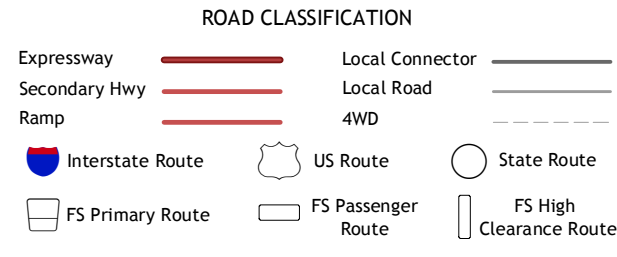 ROAD CLASSIFICATION
Expressway
Local Connector
Secondary Hwy
Local Road
Ramp
4WD
Interstate Route
US Route
State Route
FS Primary Route
FS Passenger
Route
FS High
Clearance Route